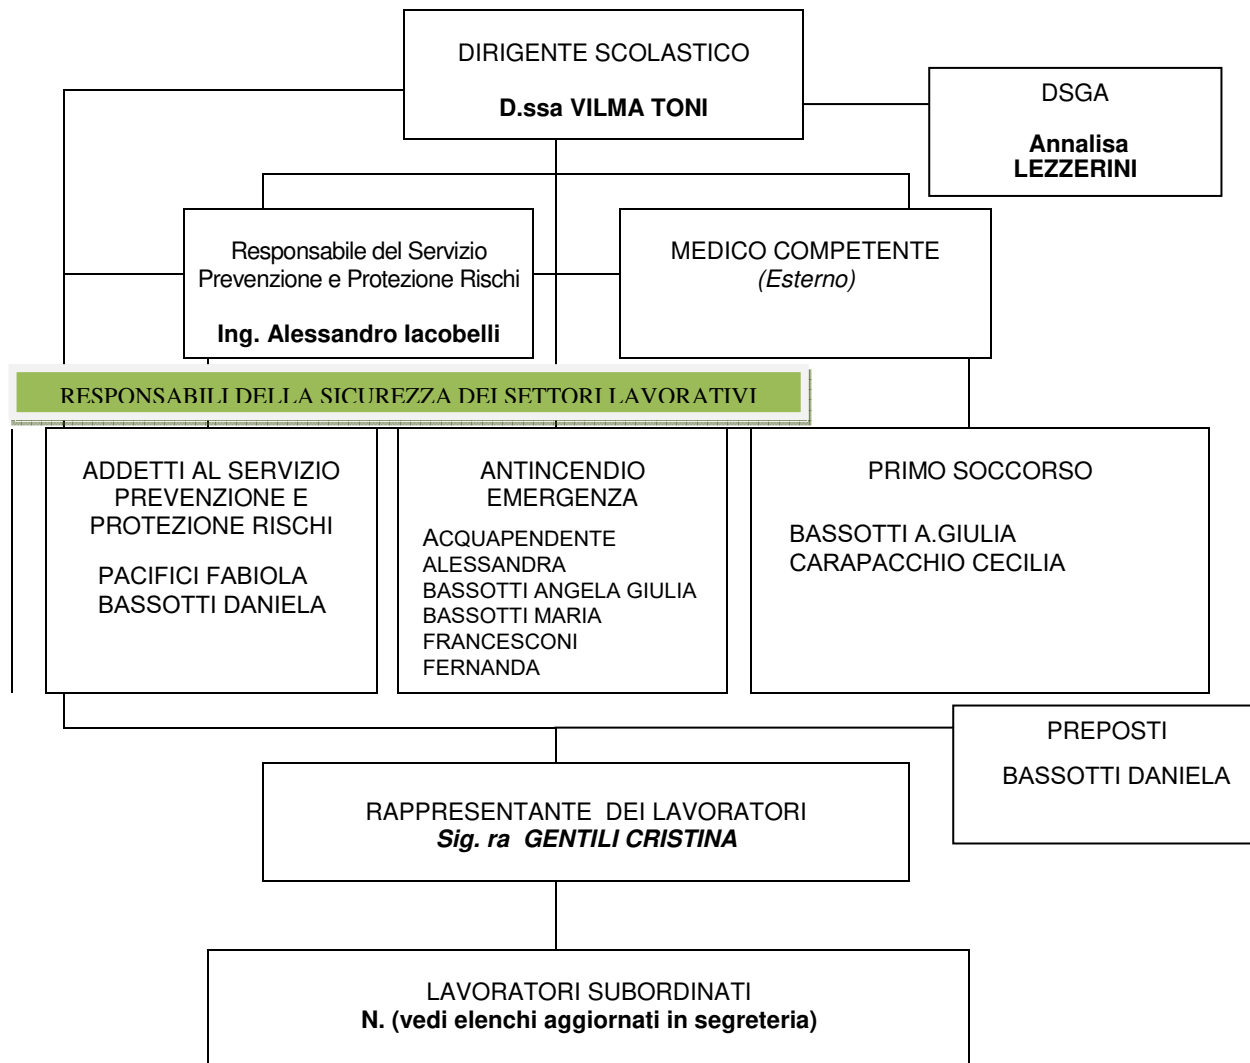 DIRIGENTE SCOLASTICO
D.ssa VILMA TONI
DSGA
Annalisa
LEZZERINI
Responsabile del Servizio
Prevenzione e Protezione Rischi
Ing. Alessandro Iacobelli
MEDICO COMPETENTE
(Esterno)
RESPONSABILI DELLA SICUREZZA DEI SETTORI LAVORATIVI
ADDETTI AL SERVIZIO
PREVENZIONE E
PROTEZIONE RISCHI
PACIFICI FABIOLA
BASSOTTI DANIELA
ANTINCENDIO
EMERGENZA
ACQUAPENDENTE
ALESSANDRA
BASSOTTI ANGELA GIULIA
BASSOTTI MARIA
FRANCESCONI
FERNANDA
PRIMO SOCCORSO
BASSOTTI A.GIULIA
CARAPACCHIO CECILIA
PREPOSTI
BASSOTTI DANIELA
RAPPRESENTANTE DEI LAVORATORI
Sig. ra GENTILI CRISTINA
LAVORATORI SUBORDINATI
N. (vedi elenchi aggiornati in segreteria)